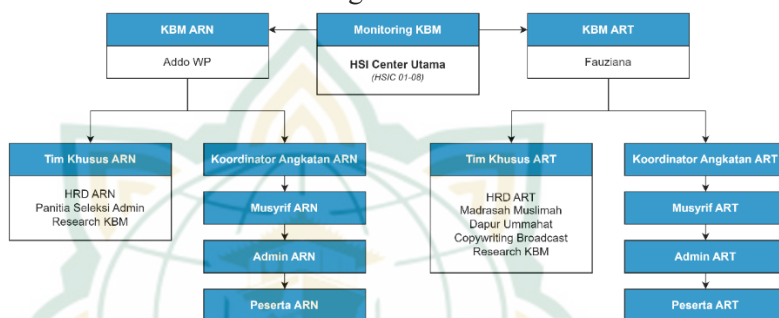 KBM ARN
Addo WP
Monitoring KBM
HSI Center Utama
(HSIC 01-08)
KBM ART
Fauziana
Tim Khusus ARN
HRD ARN
Panitia Seleksi Admin
Research KBM
Koordinator Angkatan ARN
Musyrif ARN
Admin ARN
Peserta ARN
Tim Khusus ART
HRD ART
Madrasah Muslimah
Dapur Ummahat
Copywriting Broadcast
Research KBM
Koordinator Angkatan ART
Musyrif ART
Admin ART
Peserta ART